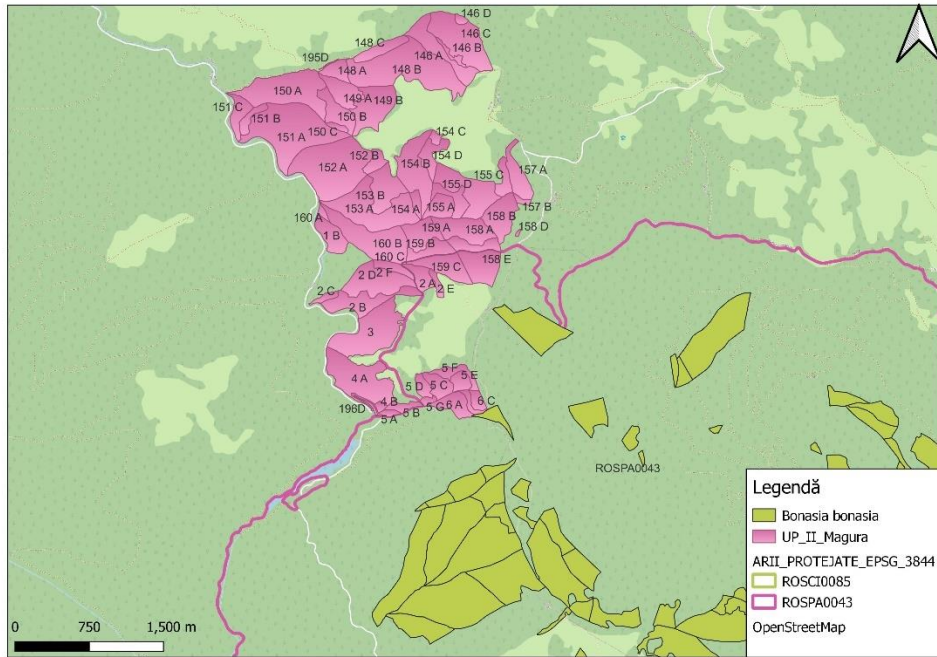 146 D
146 C
148 C
146 B
195D
146 A
148 A
148 B
150 A
149 A
149 B
151 C
151 B
150 B
150 C
151 A
154 C
152 B
154 D
154 B
152 A
155 C
157 A
155 D
153 B
153 A
154 A
155 A
157 B
160 A
158 B
159 A
158 A
158 D
1 B
160 B
159 B
160 C
158 E
159 C
2 D
2 F
2 A
2 C
2 E
2 B
3
5 F
4 A
5 E
5 D
5 C
4 B
6 C
196D
5 G
6 A
5 A
ROSPA0043
Legendă
Bonasia bonasia
UP_II_Magura
ARII_PROTEJATE_EPSG_3844
ROSCI0085
ROSPA0043
OpenStreetMap
0 750 1,500 m